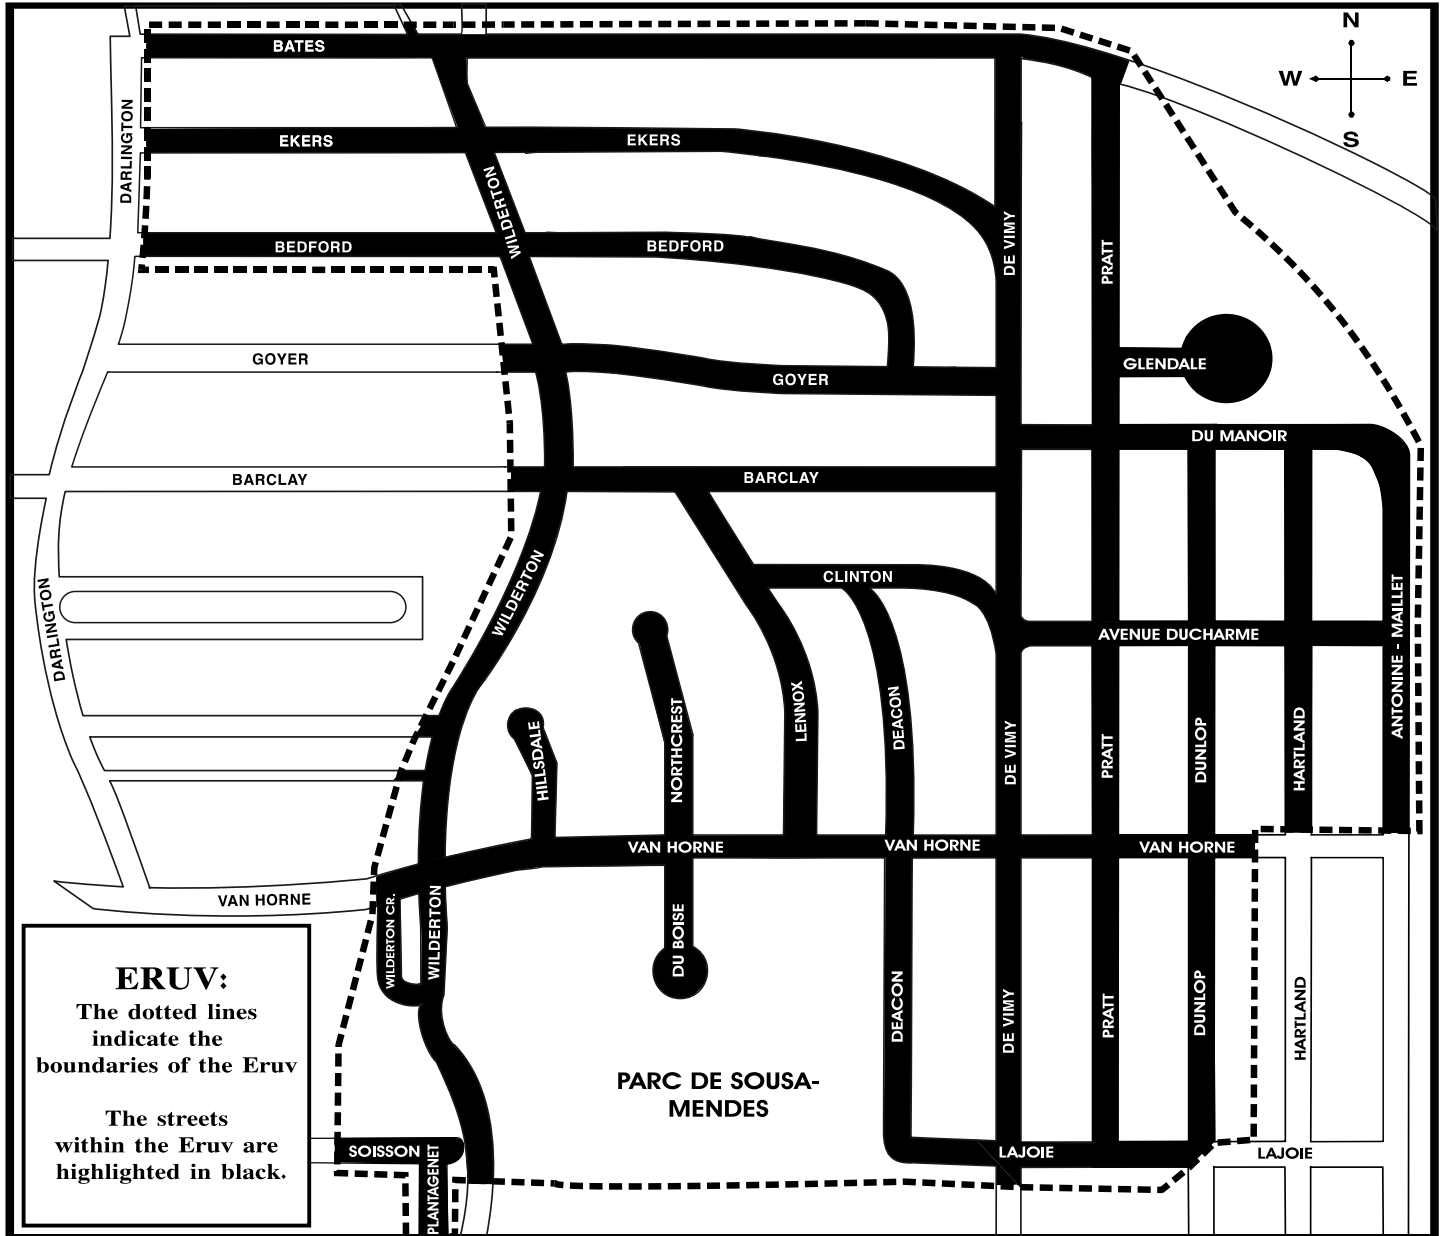 N
W E
S
BATES
DARLINGTON
EKERS
EKERS
WILDERTON
BEDFORD
BEDFORD
DE VIMY
PRATT
GOYER
GOYER
GLENDALE
DU MANOIR
BARCLAY
BARCLAY
WILDERTON
CLINTON
DARLINGTON
AVENUE DUCHARME
ANTONINE - MAILLET
HILLSDALE
NORTHCREST
LENNOX
DEACON
DE VIMY
PRATT
DUNLOP
HARTLAND
VAN HORNE
VAN HORNE
VAN HORNE
VAN HORNE
WILDERTON CR.
WILDERTON
DU BOISE
DEACON
DE VIMY
PRATT
DUNLOP
HARTLAND
ERUV:
The dotted lines
indicate the
boundaries of the Eruv
The streets
within the Eruv are
highlighted in black.
PARC DE SOUSA-
MENDES
SOISSON
PLANTAGENET
LAJOIE
LAJOIE